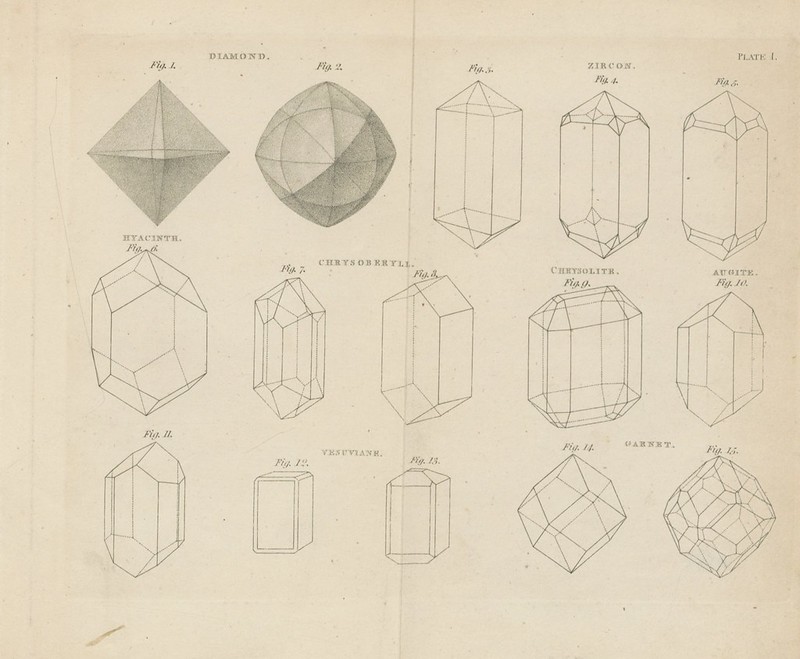 PLATE I.
DIAMOND.
Fig. 1.
Fig. 2.
Fig. 3.
ZIRCON.
Fig. 4.
Fig. 5.
HYACINTH.
Fig. 6.
CHRYSOBERYLL.
Fig. 7.
Fig. 8.
CHRYSOLITE.
Fig. 9.
AUGITE.
Fig. 10.
Fig. 11.
VESUVIANE.
Fig. 12.
Fig. 13.
GARNET.
Fig. 14.
Fig. 15.